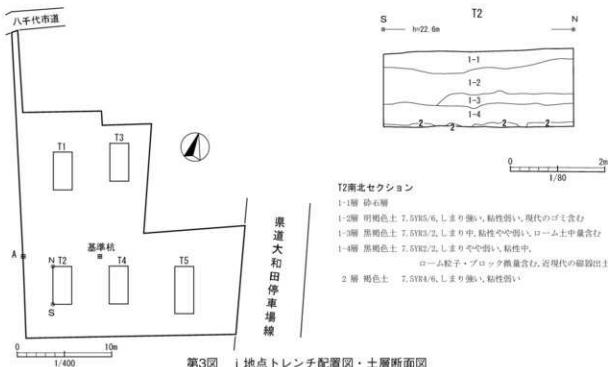 八千代市道
T1
T3
A
N
T2
S
基準杭
T4
T5
県道大和田停車場線
0 10m
1/400
T2
S N
h=22.6m
1-1
1-2
1-3
1-4
2 2 2 2 2
0 2m
1/80
T2南北セクション
1-1層 砕石層
1-2層 明褐色土 7.5YR5/6,しまり強い,粘性弱い,現代のゴミ含む
1-3層 黒褐色土 7.5YR3/2,しまり中,粘性やや弱い,ローム土中量含む
1-4層 黒褐色土 7.5YR2/2,しまりやや弱い,粘性中,
ローム粒子・ブロック微量含む,近現代の磁器出土
2 層 褐色土 7.5YR4/6,しまり強い,粘性弱い
第3図 i地点トレンチ配置図・土層断面図